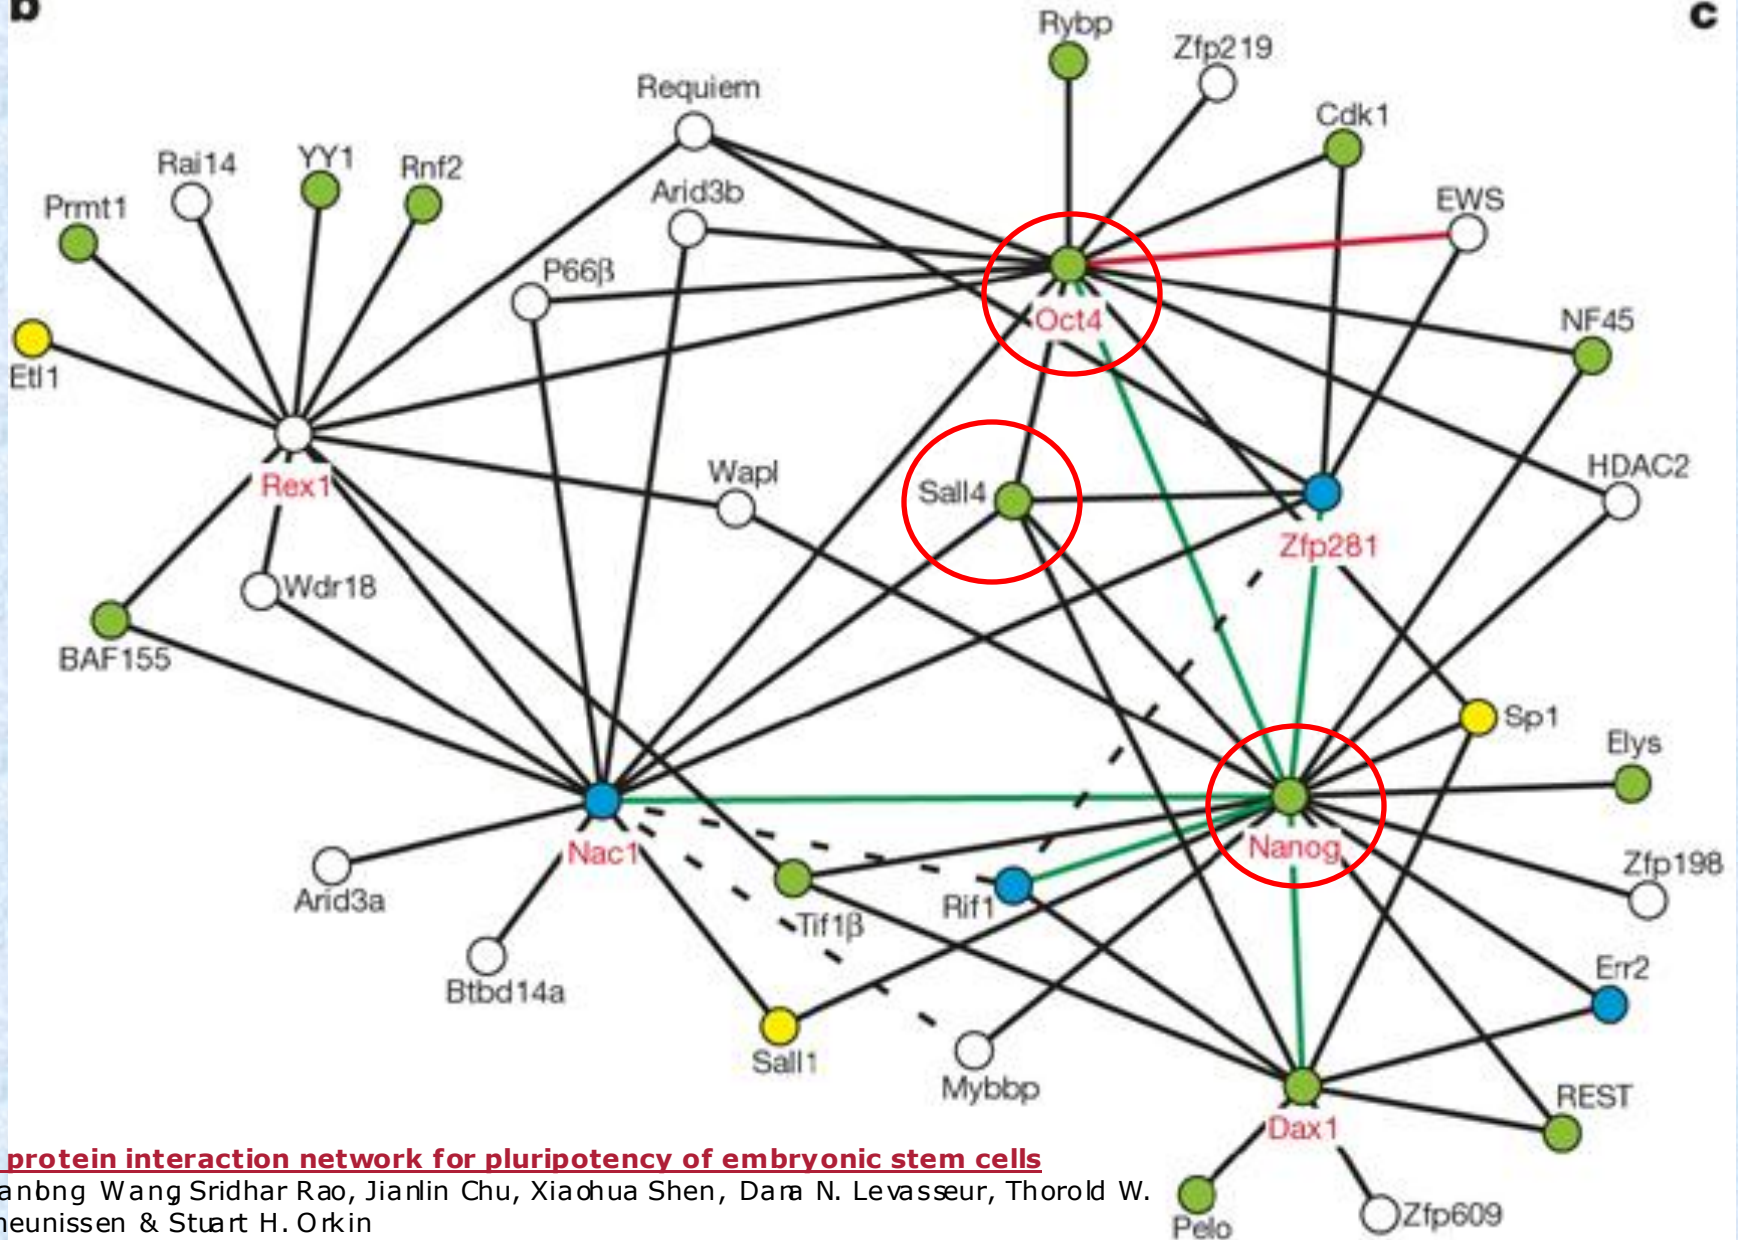 b
c
Rybp
Zfp219
Requiem
Cdk1
Rai14
YY1
Rnf2
Arid3b
EWS
Prmt1
P66β
Oct4
NF45
Etl1
Rex1
Wapl
Sall4
HDAC2
Zfp281
Wdr18
BAF155
Sp1
Elys
Nac1
Nanog
Zfp198
Arid3a
Tif1β
Rif1
Btbd14a
Err2
Sall1
Mybbp
REST
Dax1
protein interaction network for pluripotency of embryonic stem cells
anbng Wang, Sridhar Rao, Jianlin Chu, Xiaohua Shen, Dana N. Levasseur, Thorold W.
heunissen & Stuart H. Orkin
Pelo
Zfp609